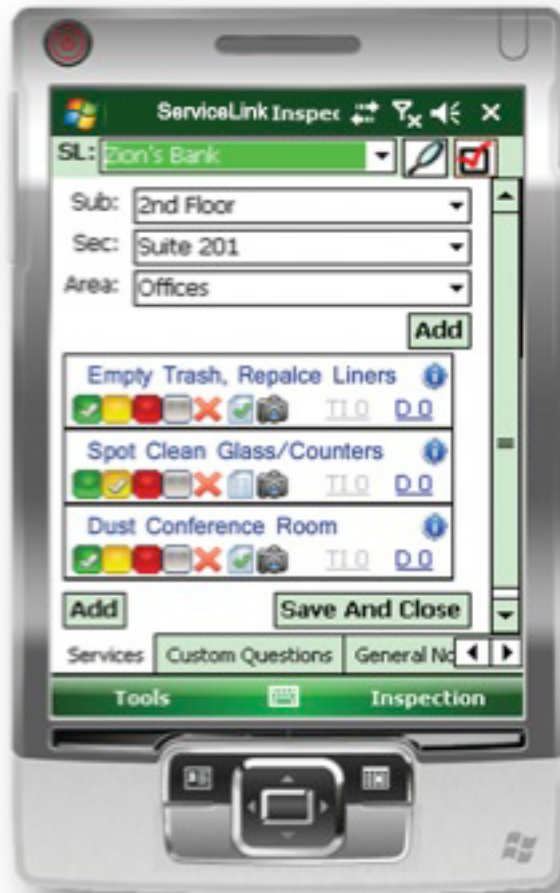 ServiceLink Inspec
SL: Zion's Bank
Sub: 2nd Floor
Sec: Suite 201
Area: Offices
Add
Empty Trash, Repalce Liners
TI 0 D 0
Spot Clean Glass/Counters
TI 0 D 0
Dust Conference Room
TI 0 D 0
Add Save And Close
Services Custom Questions General No
Tools Inspection